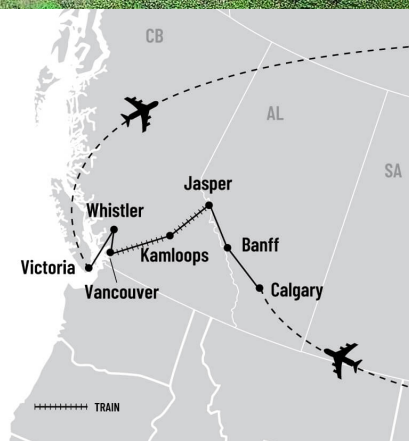 CB
AL
SA
Jasper
Whistler
Banff
Kamloops
Victoria
Vancouver
Calgary
TRAIN